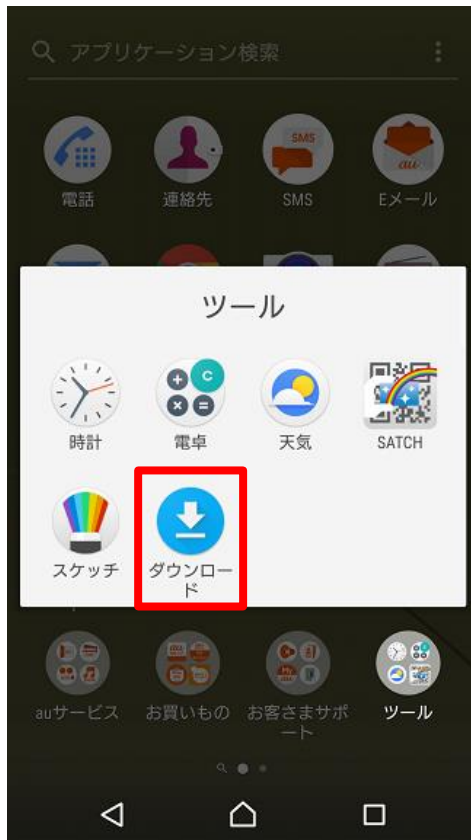 アプリケーション検索
SMS
au
電話
連絡先
SMS
Eメール
ツール
C
時計
電卓
天気
SATCH
スケッチ
ダウンロー
ド
auサービス
お買いもの
お客さまサポ
ート
ツール